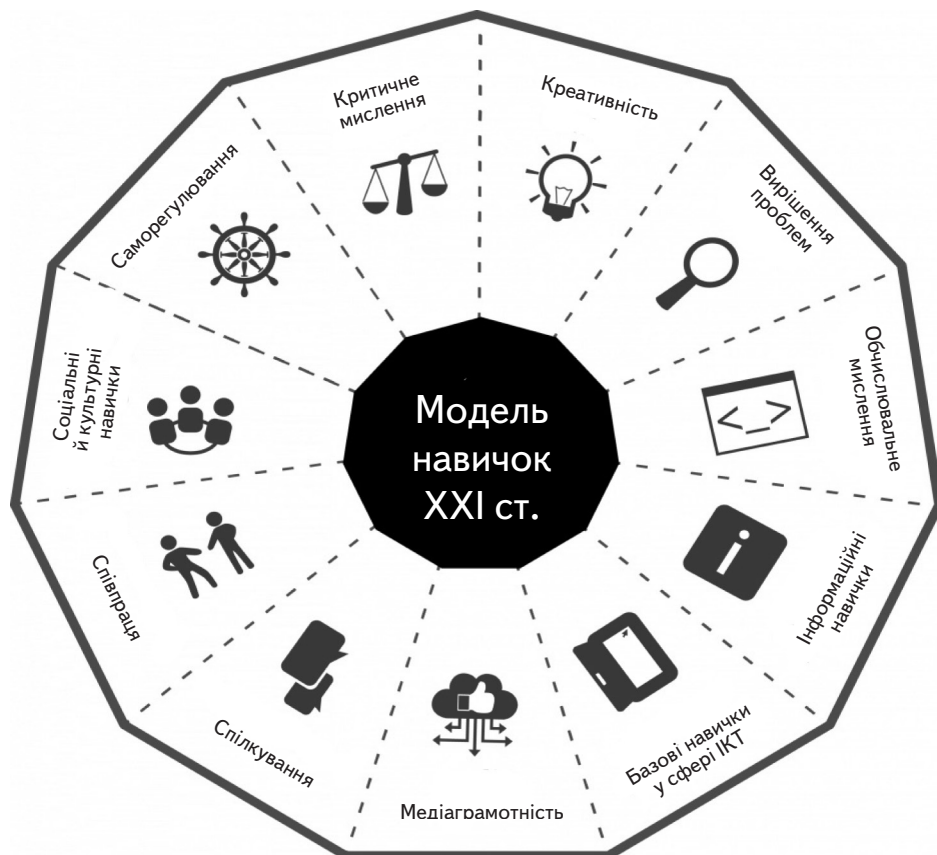 Модель
навичок
XXI ст.
Критичне
мислення
Креативність
Вирішення
проблем
Обчислювальне
мислення
Інформаційні
навички
Базові навички
у сфері ІКТ
Медіаграмотність
Спілкування
Співпраця
Соціальні
й культурні
навички
Саморегулювання